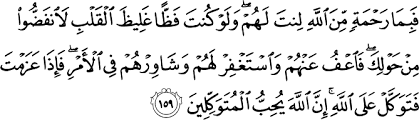 فَبِمَا رَحْمَةٍ مِّنَ ٱللَّهِ لِنتَ لَهُمْ ۖ وَلَوْ كُنتَ فَظًّا غَلِيظَ ٱلْقَلْبِ لَٱنفَضُّوا۟
مِنْ حَوْلِكَ ۖ فَٱعْفُ عَنْهُمْ وَٱسْتَغْفِرْ لَهُمْ وَشَاوِرْهُمْ فِى ٱلْأَمْرِ ۖ فَإِذَا عَزَمْتَ
فَتَوَكَّلْ عَلَى ٱللَّهِ ۚ إِنَّ ٱللَّهَ يُحِبُّ ٱلْمُتَوَكِّلِينَ ١٥٩